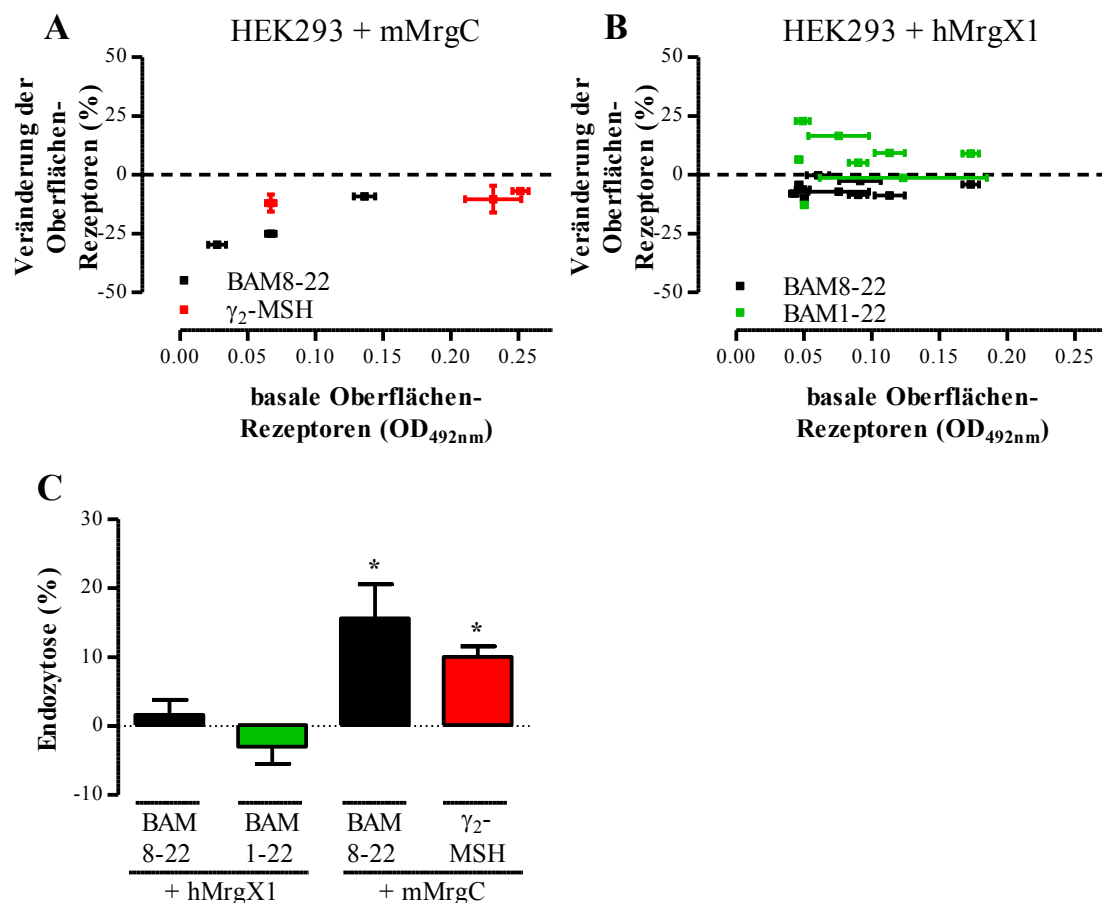 A
HEK293 + mMrgC
Veränderung der
Oberflächen-
Rezeptoren (%)
50
25
0
-25
-50
BAM8-22
γ₂-MSH
0.00 0.05 0.10 0.15 0.20 0.25
basale Oberflächen-
Rezeptoren (OD₄₉₂ₙₘ)
B
HEK293 + hMrgX1
Veränderung der
Oberflächen-
Rezeptoren (%)
50
25
0
-25
-50
BAM8-22
BAM1-22
0.00 0.05 0.10 0.15 0.20 0.25
basale Oberflächen-
Rezeptoren (OD₄₉₂ₙₘ)
C
Endozytose (%)
30
20
10
0
-10
* *
BAM BAM BAM γ₂-
8-22 1-22 8-22 MSH
+ hMrgX1 + mMrgC